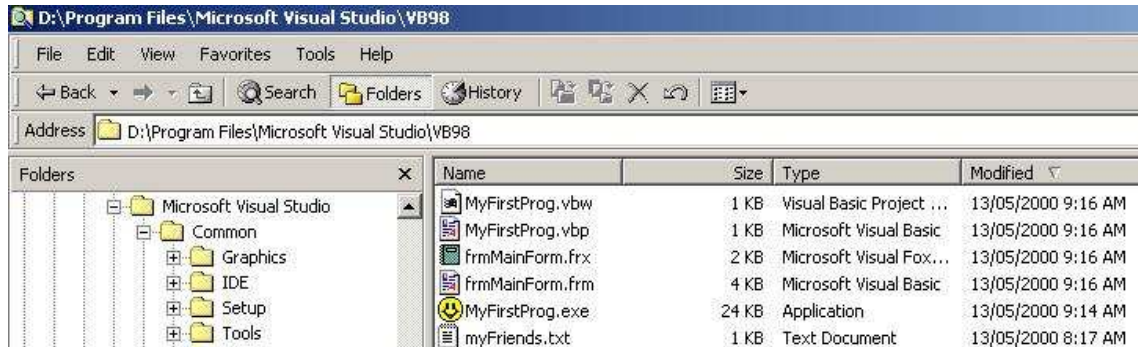 D:\Program Files\Microsoft Visual Studio\VB98
File Edit View Favorites Tools Help
Back Search Folders History
Address D:\Program Files\Microsoft Visual Studio\VB98
Folders
Microsoft Visual Studio
Common
Graphics
IDE
Setup
Tools
Name Size Type Modified
MyFirstProg.vbw 1 KB Visual Basic Project ... 13/05/2000 9:16 AM
MyFirstProg.vbp 1 KB Microsoft Visual Basic 13/05/2000 9:16 AM
frmMainForm.frx 2 KB Microsoft Visual Fox... 13/05/2000 9:16 AM
frmMainForm.frm 4 KB Microsoft Visual Basic 13/05/2000 9:16 AM
MyFirstProg.exe 24 KB Application 13/05/2000 9:14 AM
myFriends.txt 1 KB Text Document 13/05/2000 8:17 AM